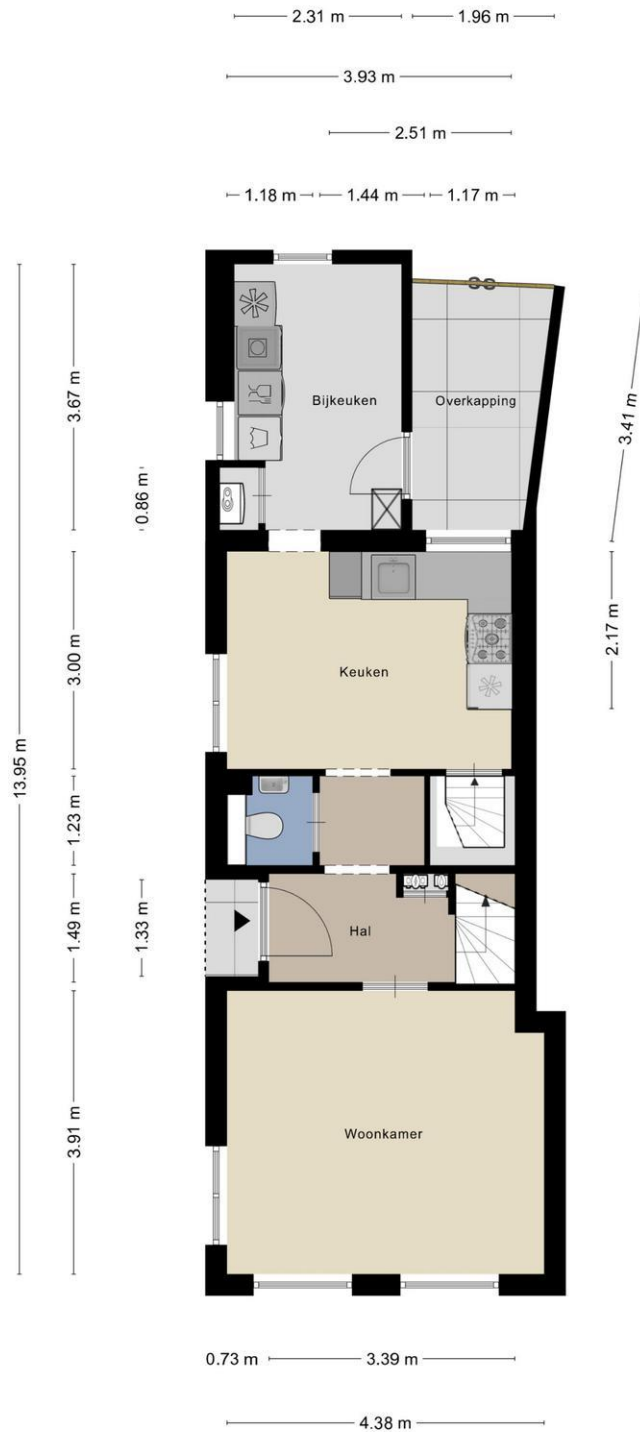 2.31 m 1.96 m
3.93 m
2.51 m
1.18 m 1.44 m 1.17 m
Bijkeuken Overkapping
3.67 m
3.41 m
0.86 m
Keuken
3.00 m
2.17 m
13.95 m
1.23 m
Hal
1.49 m
1.33 m
Woonkamer
3.91 m
0.73 m 3.39 m
4.38 m